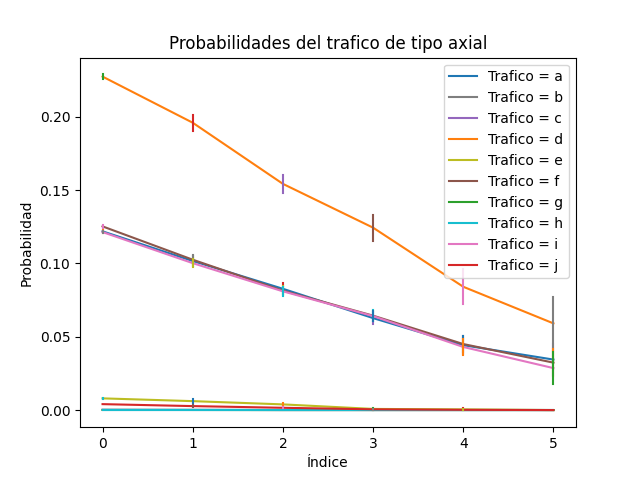 Probabilidades del trafico de tipo axial
Probabilidad
0.20
0.15
0.10
0.05
0.00
0 1 2 3 4 5
Índice
Trafico = a
Trafico = b
Trafico = c
Trafico = d
Trafico = e
Trafico = f
Trafico = g
Trafico = h
Trafico = i
Trafico = j